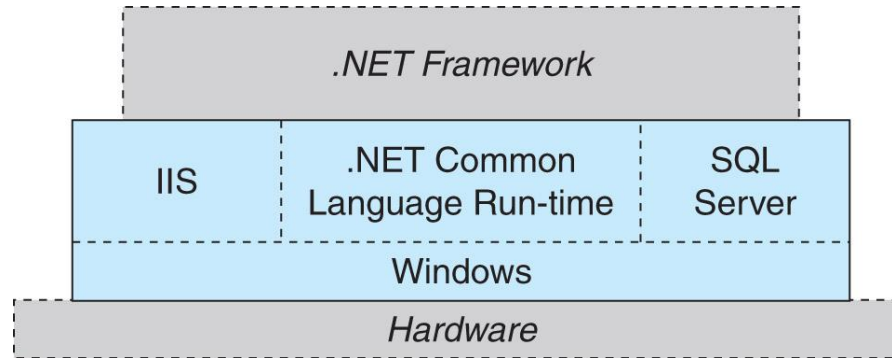 .NET Framework
IIS
.NET Common
Language Run-time
SQL
Server
Windows
Hardware